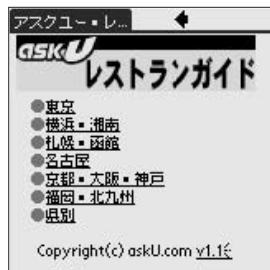 アスクユー・レ...
askU
レストランガイド
東京
横浜・湘南
札幌・函館
名古屋
京都・大阪・神戸
福岡・北九州
県別
Copyright(c) askU.com v1.1